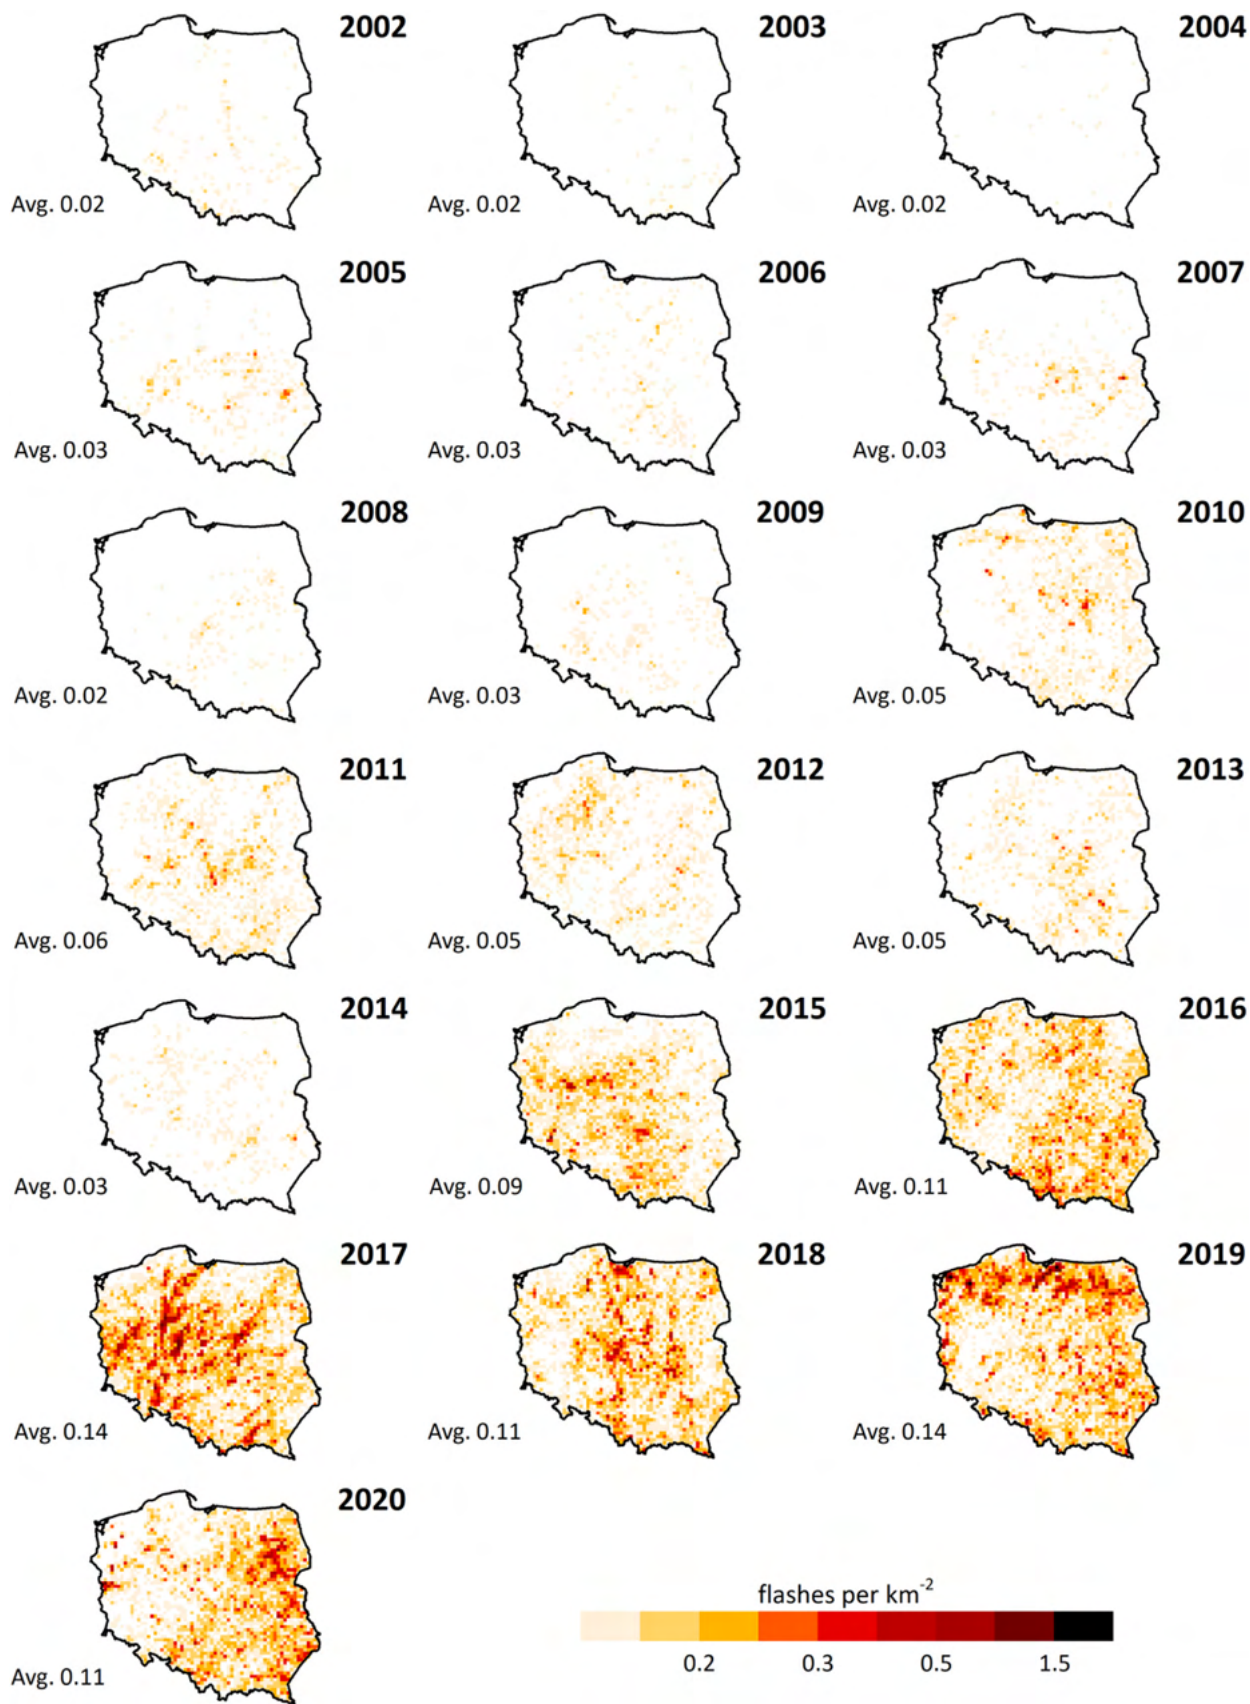 2002
2003
2004
Avg. 0.02
Avg. 0.02
Avg. 0.02
2005
2006
2007
Avg. 0.03
Avg. 0.03
Avg. 0.03
2008
2009
2010
Avg. 0.02
Avg. 0.03
Avg. 0.05
2011
2012
2013
Avg. 0.06
Avg. 0.05
Avg. 0.05
2014
2015
2016
Avg. 0.03
Avg. 0.09
Avg. 0.11
2017
2018
2019
Avg. 0.14
Avg. 0.11
Avg. 0.14
2020
Avg. 0.11
flashes per km⁻²
0.2 0.3 0.5 1.5